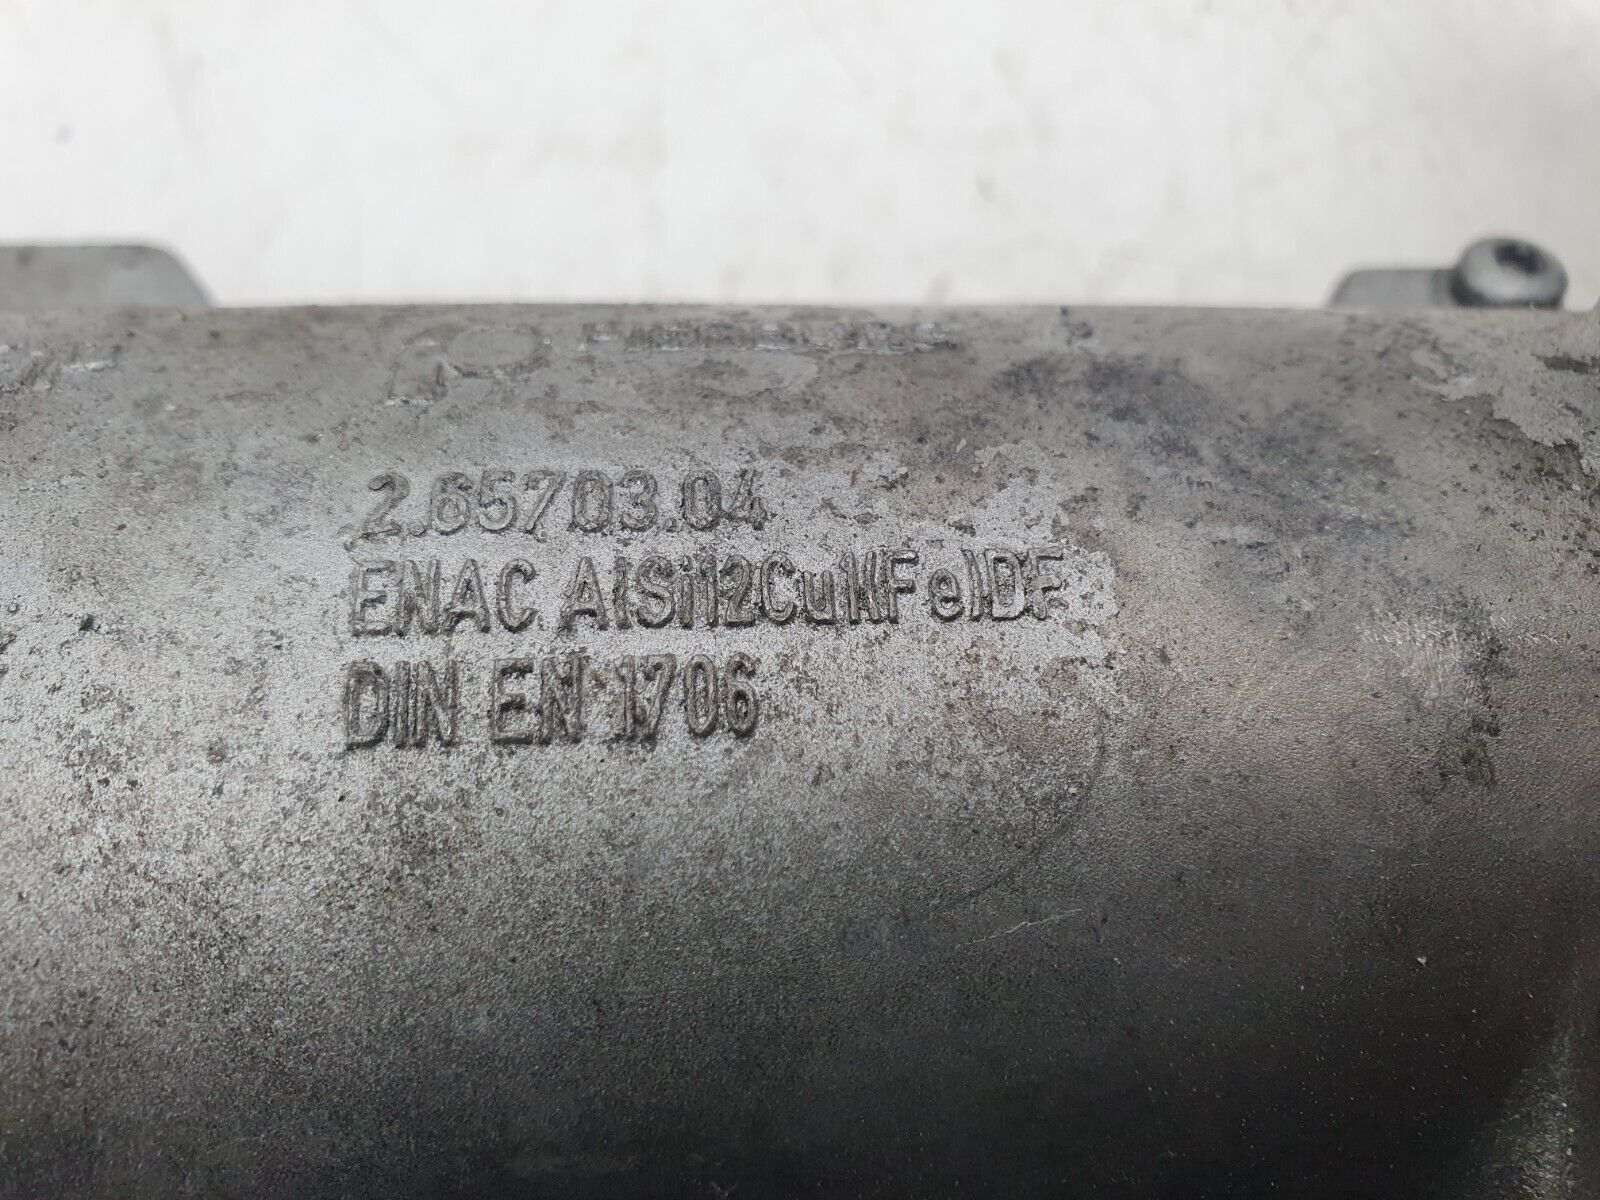 2.65703.04
ENAC AlSi12Cu1(Fe)DF
DIN EN 1706